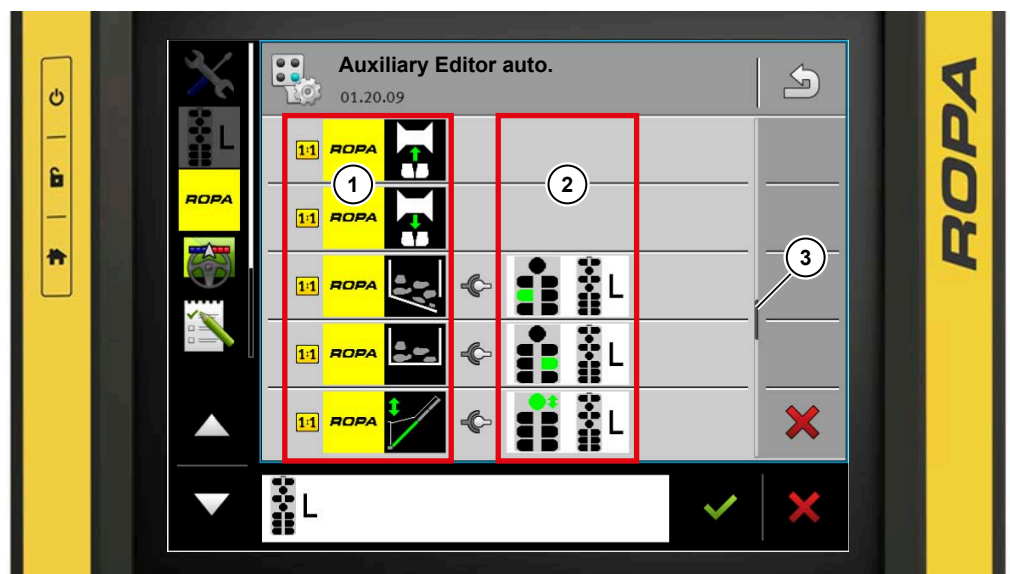 Auxiliary Editor auto.
01.20.09
L
ROPA
1:1 ROPA
1:1 ROPA
1:1 ROPA L
1:1 ROPA L
1:1 ROPA L
1
2
3
L
ROPA